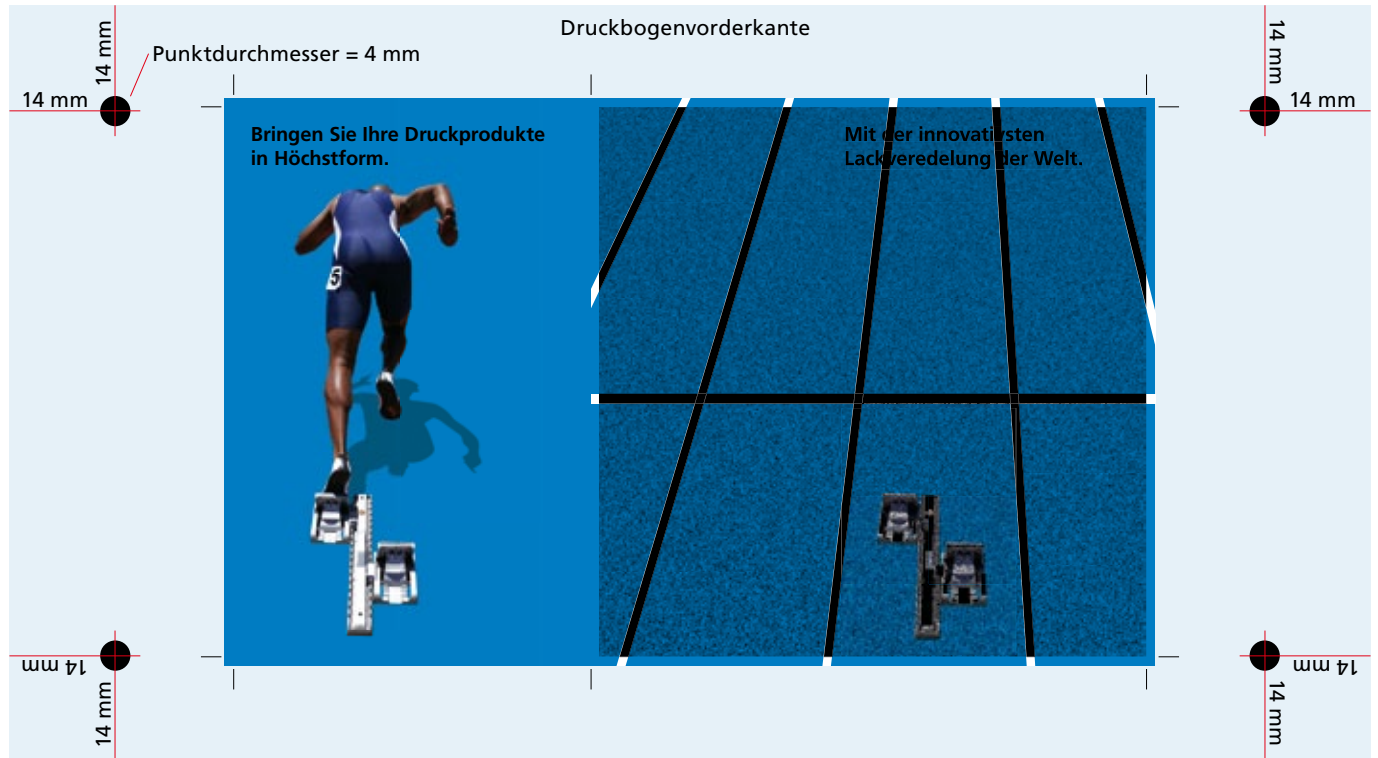 Druckbogenvorderkante
Punktdurchmesser = 4 mm
14 mm
14 mm
14 mm
14 mm
Bringen Sie Ihre Druckprodukte
in Höchstform.
Mit der innovativsten
Lackveredelung der Welt.
5
14 mm
14 mm
14 mm
14 mm